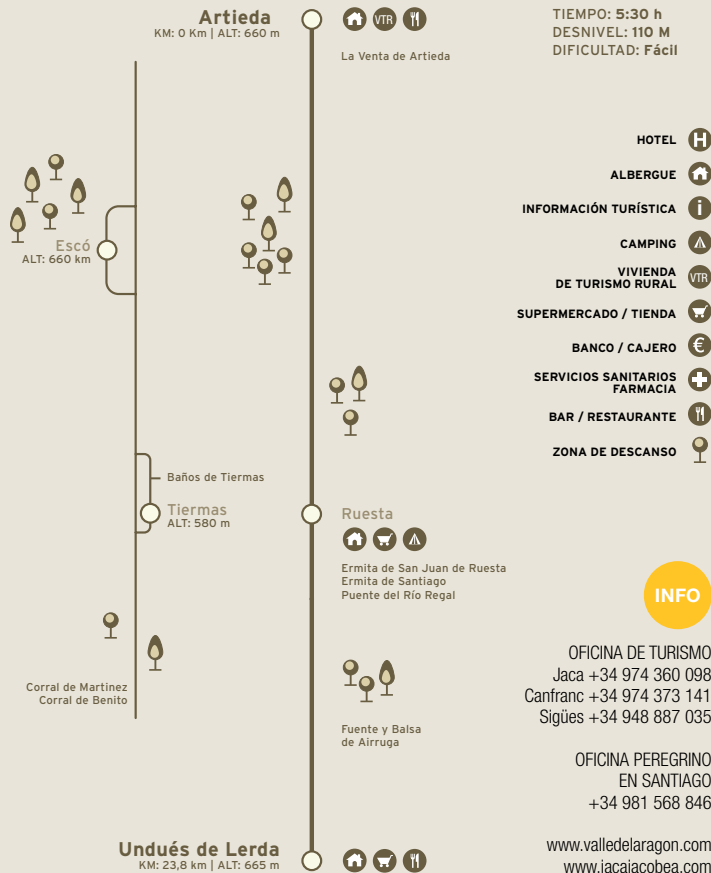 Artieda
KM: 0 Km | ALT: 660 m
VTR
La Venta de Artieda
TIEMPO: 5:30 h
DESNIVEL: 110 M
DIFICULTAD: Fácil
HOTEL H
ALBERGUE
INFORMACIÓN TURÍSTICA i
CAMPING
VIVIENDA
DE TURISMO RURAL VTR
SUPERMERCADO / TIENDA
BANCO / CAJERO €
SERVICIOS SANITARIOS
FARMACIA
BAR / RESTAURANTE
ZONA DE DESCANSO
Escó
ALT: 660 km
Baños de Tiermas
Tiermas
ALT: 580 m
Ruesta
Ermita de San Juan de Ruesta
Ermita de Santiago
Puente del Río Regal
Corral de Martinez
Corral de Benito
Fuente y Balsa
de Airruga
Undués de Lerda
KM: 23,8 km | ALT: 665 m
INFO
OFICINA DE TURISMO
Jaca +34 974 360 098
Canfranc +34 974 373 141
Sigües +34 948 887 035
OFICINA PEREGRINO
EN SANTIAGO
+34 981 568 846
www.valledelaragon.com
www.jacajacobea.com